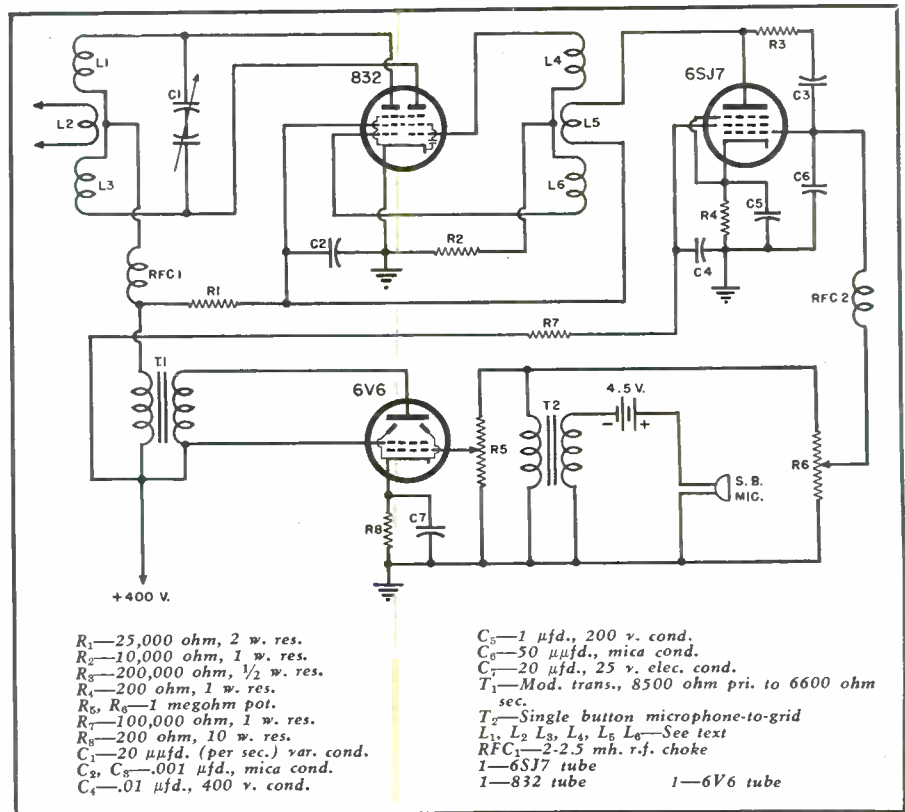 L1
C1
L2
L3
832
L4
L5
L6
6SJ7
R3
C3
C6
C5
R4
C4
C2
R2
RFC 1
R1
RFC 2
R7
T1
6V6
R5
T2
4.5 V.
- +
S.B.
MIC.
R6
R8
C7
+400 V.
R₁—25,000 ohm, 2 w. res.
R₂—10,000 ohm, 1 w. res.
R₃—200,000 ohm, ½ w. res.
R₄—200 ohm, 1 w. res.
R₅, R₆—1 megohm pot.
R₇—100,000 ohm, 1 w. res.
R₈—200 ohm, 10 w. res.
C₁—20 μμfd. (per sec.) var. cond.
C₂, C₃—.001 μfd., mica cond.
C₄—.01 μfd., 400 v. cond.
C₅—1 μfd., 200 v. cond.
C₆—50 μμfd., mica cond.
C₇—20 μfd., 25 v. elec. cond.
T₁—Mod. trans., 8500 ohm pri. to 6600 ohm
sec.
T₂—Single button microphone-to-grid
L₁, L₂ L₃, L₄, L₅ L₆—See text
RFC₁—2-2.5 mh. r.f. choke
1—6SJ7 tube
1—832 tube 1—6V6 tube